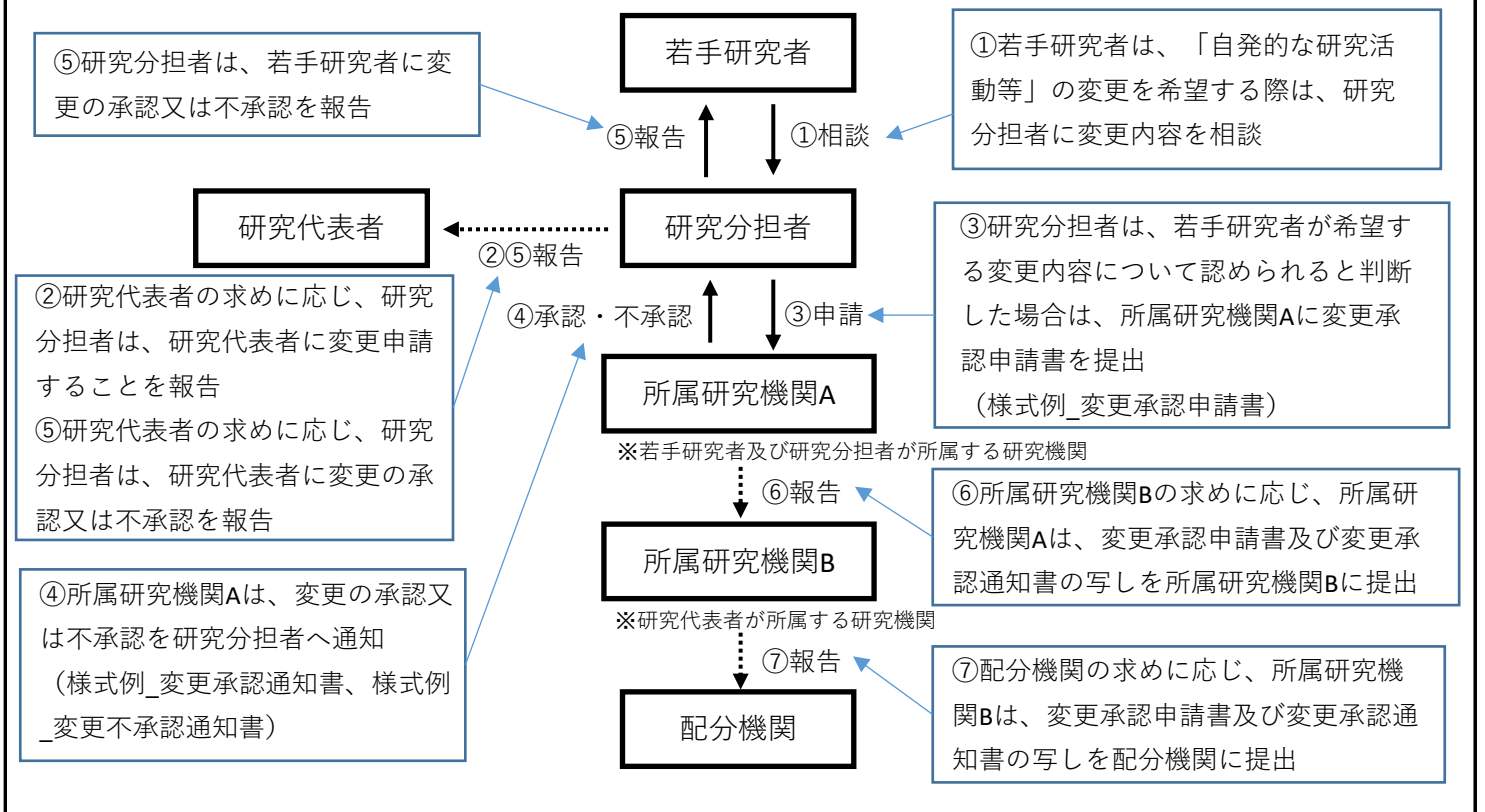 若手研究者
⑤研究分担者は、若手研究者に変
更の承認又は不承認を報告
①若手研究者は、「自発的な研究活
動等」の変更を希望する際は、研究
分担者に変更内容を相談
⑤報告
①相談
研究代表者
研究分担者
②⑤報告
③研究分担者は、若手研究者が希望す
る変更内容について認められると判断
した場合は、所属研究機関Aに変更承
認申請書を提出
（様式例_変更承認申請書）
②研究代表者の求めに応じ、研究
分担者は、研究代表者に変更申請
することを報告
⑤研究代表者の求めに応じ、研究
分担者は、研究代表者に変更の承
認又は不承認を報告
④承認・不承認
③申請
所属研究機関A
※若手研究者及び研究分担者が所属する研究機関
⑥報告
⑥所属研究機関Bの求めに応じ、所属研
究機関Aは、変更承認申請書及び変更承
認通知書の写しを所属研究機関Bに提出
所属研究機関B
※研究代表者が所属する研究機関
④所属研究機関Aは、変更の承認又
は不承認を研究分担者へ通知
（様式例_変更承認通知書、様式例
_変更不承認通知書）
⑦報告
⑦配分機関の求めに応じ、所属研究機
関Bは、変更承認申請書及び変更承認通
知書の写しを配分機関に提出
配分機関